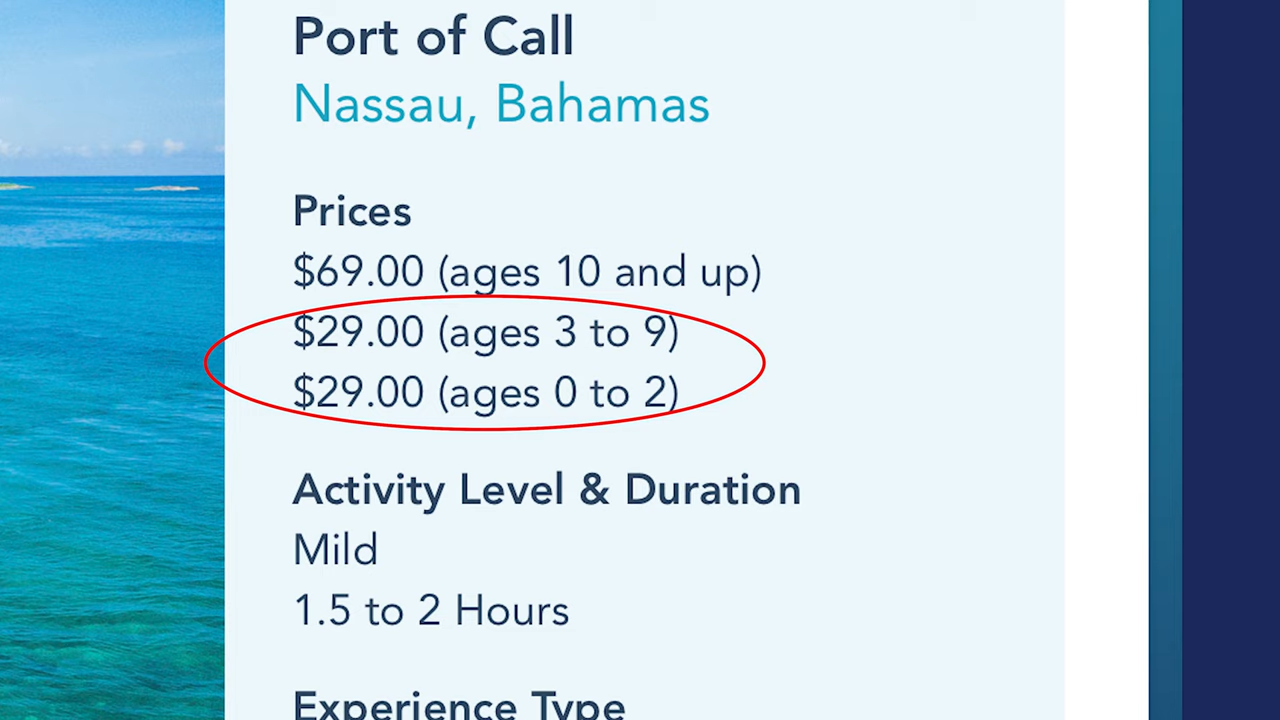 Port of Call
Nassau, Bahamas
Prices
$69.00 (ages 10 and up)
$29.00 (ages 3 to 9)
$29.00 (ages 0 to 2)
Activity Level & Duration
Mild
1.5 to 2 Hours
Experience Type